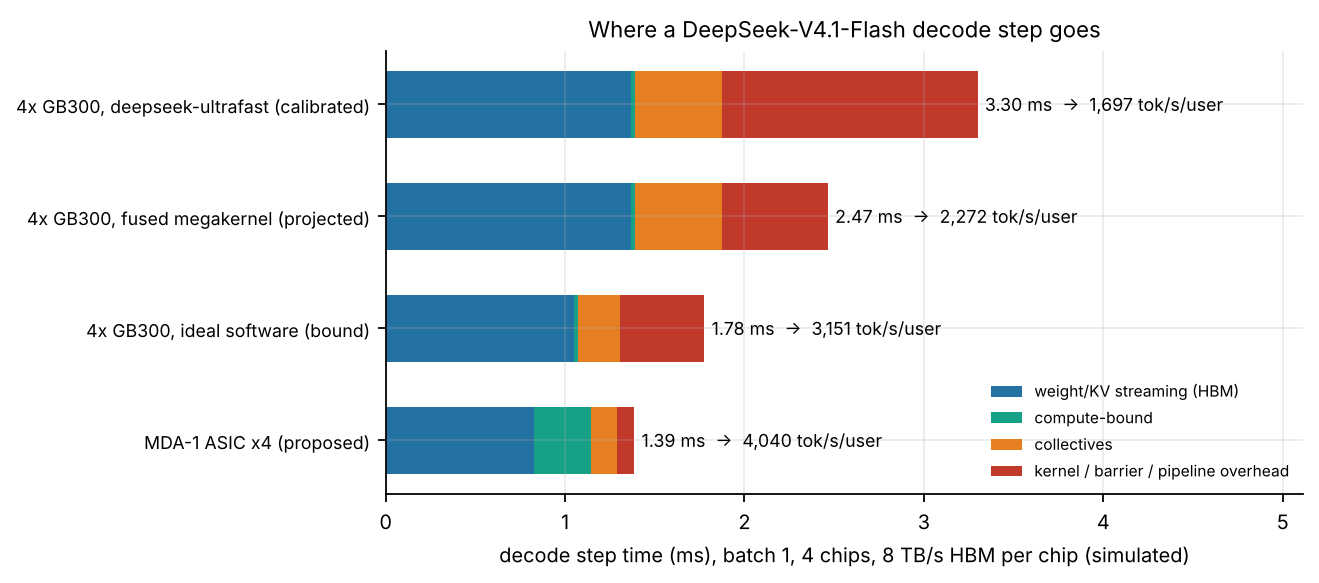 Where a DeepSeek-V4.1-Flash decode step goes
4x GB300, deepseek-ultrafast (calibrated)
3.30 ms → 1,697 tok/s/user
4x GB300, fused megakernel (projected)
2.47 ms → 2,272 tok/s/user
4x GB300, ideal software (bound)
1.78 ms → 3,151 tok/s/user
MDA-1 ASIC x4 (proposed)
1.39 ms → 4,040 tok/s/user
weight/KV streaming (HBM)
compute-bound
collectives
kernel / barrier / pipeline overhead
0 1 2 3 4 5
decode step time (ms), batch 1, 4 chips, 8 TB/s HBM per chip (simulated)